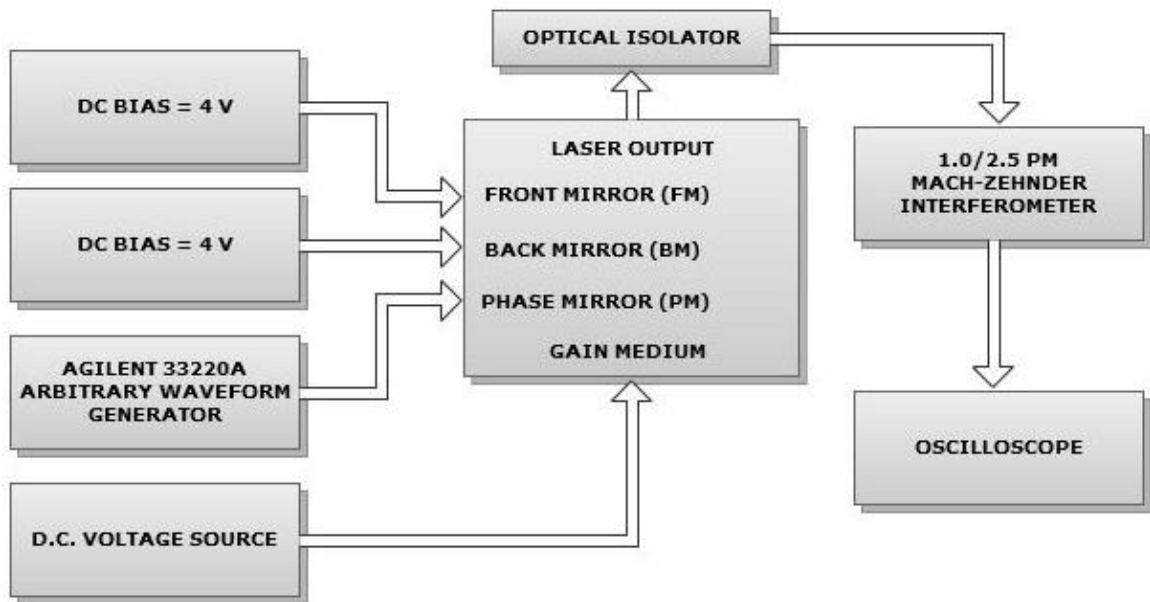 OPTICAL ISOLATOR
DC BIAS = 4 V
LASER OUTPUT
FRONT MIRROR (FM)
BACK MIRROR (BM)
PHASE MIRROR (PM)
GAIN MEDIUM
1.0/2.5 PM
MACH-ZEHNDER
INTERFEROMETER
DC BIAS = 4 V
AGILENT 33220A
ARBITRARY WAVEFORM
GENERATOR
OSCILLOSCOPE
D.C. VOLTAGE SOURCE